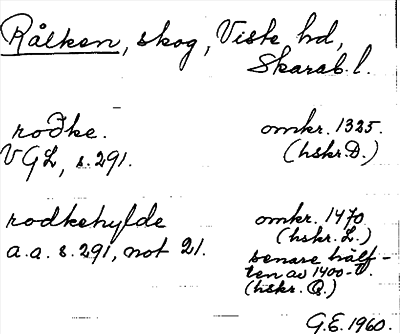 Rålken, skog, Viste hd,
Skarab. l.
roðke. omkr. 1325.
VGL, s. 291. (hskr. D.)
rodkehylde omkr. 1470
(hskr. L.)
a.a. s. 291, not 21. senare hälf-
ten av 1400-t.
(hskr. Q.)
G.E. 1960.